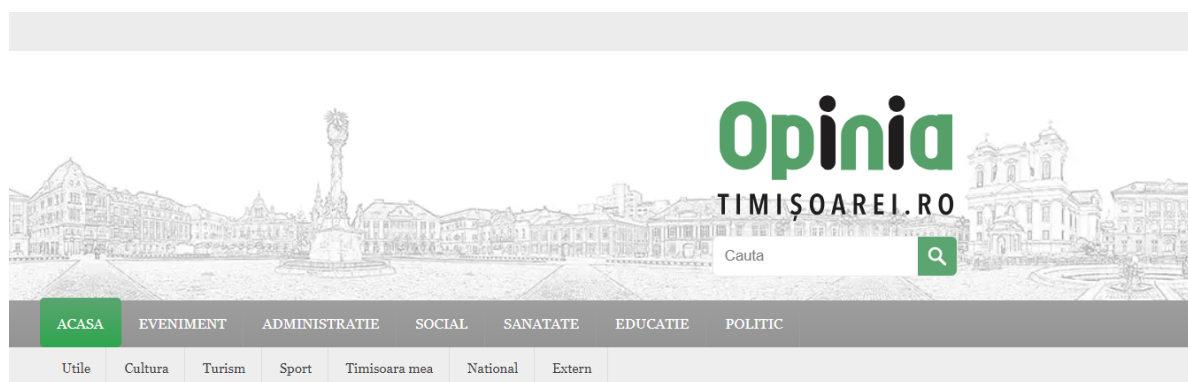 Opinia
TIMIȘOAREI.RO
Cauta
ACASA EVENIMENT ADMINISTRATIE SOCIAL SANATATE EDUCATIE POLITIC
Utile Cultura Turism Sport Timisoara mea National Extern